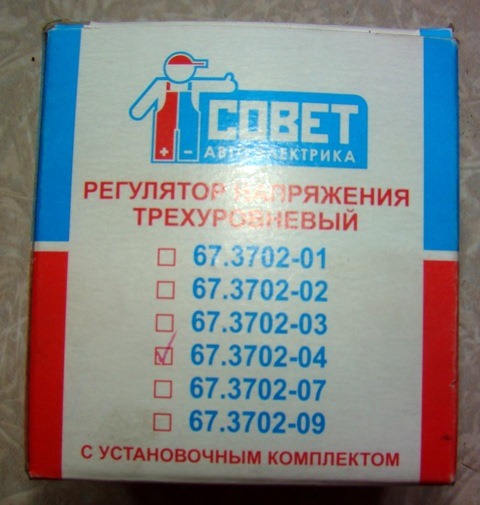 СОВЕТ
АВТОЭЛЕКТРИКА
РЕГУЛЯТОР НАПРЯЖЕНИЯ
ТРЕХУРОВНЕВЫЙ
67.3702-01
67.3702-02
67.3702-03
67.3702-04
67.3702-07
67.3702-09
С УСТАНОВОЧНЫМ КОМПЛЕКТОМ